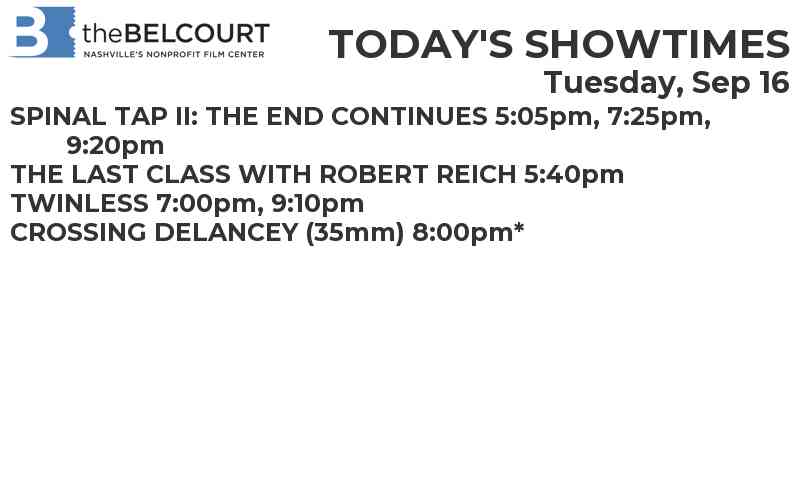 B theBELCOURT
NASHVILLE'S NONPROFIT FILM CENTER
TODAY'S SHOWTIMES
Tuesday, Sep 16
SPINAL TAP II: THE END CONTINUES 5:05pm, 7:25pm,
9:20pm
THE LAST CLASS WITH ROBERT REICH 5:40pm
TWINLESS 7:00pm, 9:10pm
CROSSING DELANCEY (35mm) 8:00pm*